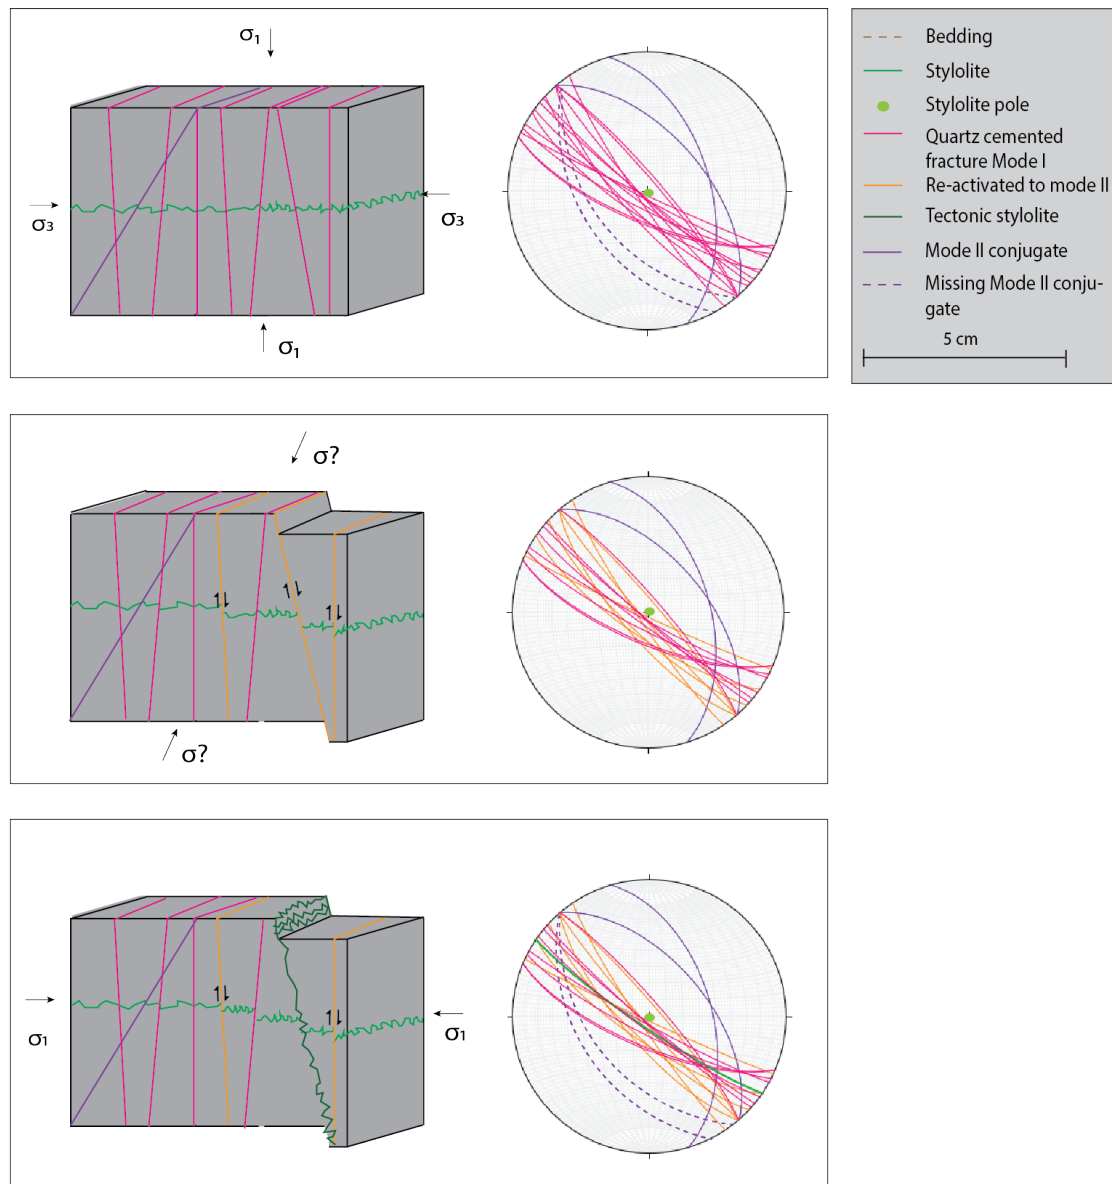 σ1
σ3
σ3
σ1
Bedding
Stylolite
Stylolite pole
Quartz cemented
fracture Mode I
Re-activated to mode II
Tectonic stylolite
Mode II conjugate
Missing Mode II conju-
gate
5 cm
σ?
σ?
σ1
σ1